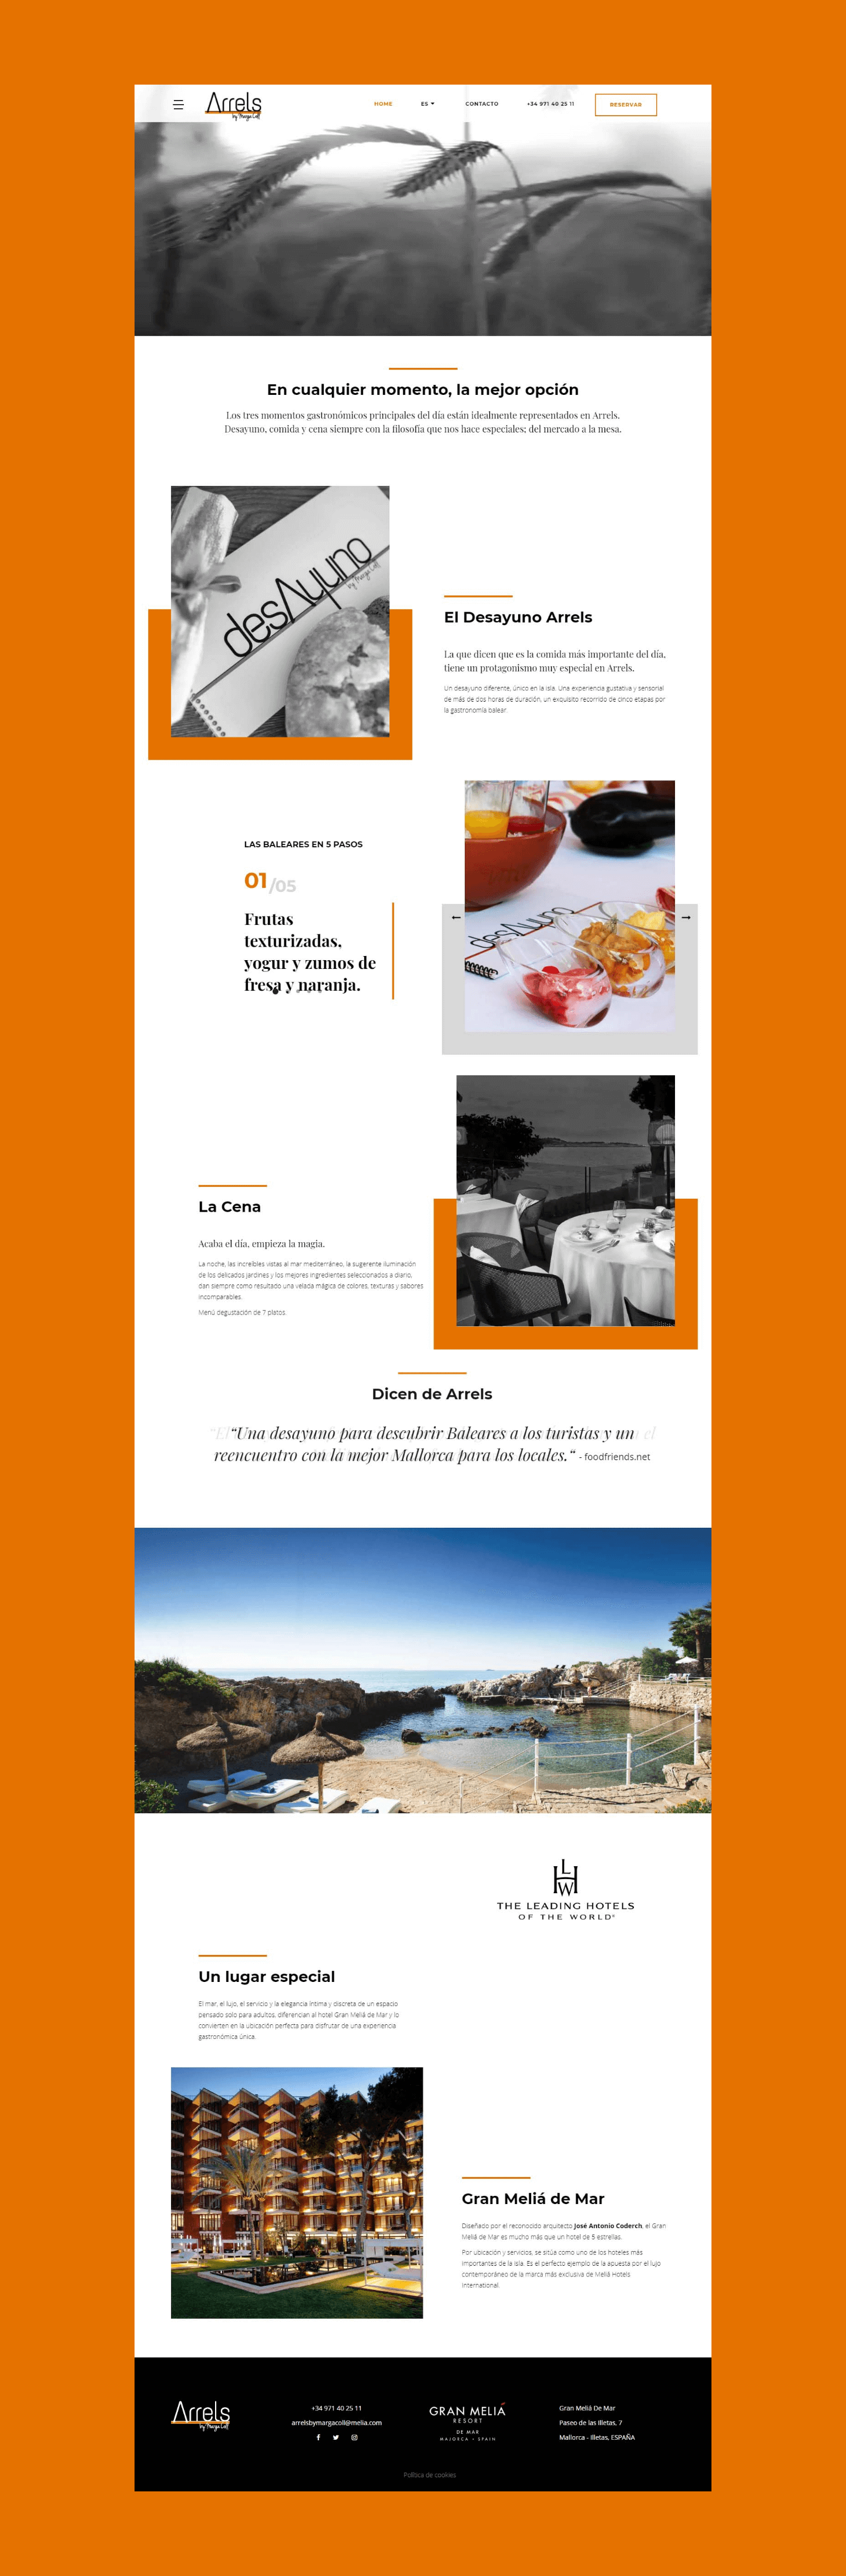 Arrels
by Marga Coll
HOME
ES
CONTACTO
+34 971 40 25 11
RESERVAR
En cualquier momento, la mejor opción
Los tres momentos gastronómicos principales del día están idealmente representados en Arrels.
Desayuno, comida y cena siempre con la filosofía que nos hace especiales; del mercado a la mesa.
desAyuno
by Marga Coll
El Desayuno Arrels
La que dicen que es la comida más importante del día,
tiene un protagonismo muy especial en Arrels.
Un desayuno diferente, único en la isla. Una experiencia gustativa y sensorial
de más de dos horas de duración, un exquisito recorrido de cinco etapas por
la gastronomía balear.
LAS BALEARES EN 5 PASOS
01/05
Frutas
texturizadas,
yogur y zumos de
fresa y naranja.
desAyuno
La Cena
Acaba el día, empieza la magia.
La noche, las increíbles vistas al mar mediterráneo, la sugerente iluminación
de los delicados jardines y los mejores ingredientes seleccionados a diario,
dan siempre como resultado una velada mágica de colores, texturas y sabores
incomparables.
Menú degustación de 7 platos.
Dicen de Arrels
“Una desayuno para descubrir Baleares a los turistas y un
reencuentro con la mejor Mallorca para los locales.“ - foodfriends.net
LHW
THE LEADING HOTELS
OF THE WORLD®
Un lugar especial
El mar, el lujo, el servicio y la elegancia íntima y discreta de un espacio
pensado solo para adultos, diferencian al hotel Gran Meliá de Mar y lo
convierten en la ubicación perfecta para disfrutar de una experiencia
gastronómica única.
Gran Meliá de Mar
Diseñado por el reconocido arquitecto José Antonio Coderch, el Gran
Meliá de Mar es mucho más que un hotel de 5 estrellas.
Por ubicación y servicios, se sitúa como uno de los hoteles más
importantes de la isla. Es el perfecto ejemplo de la apuesta por el lujo
contemporáneo de la marca más exclusiva de Meliá Hotels
International.
Arrels
by Marga Coll
+34 971 40 25 11
arrelsbymargacoll@melia.com
GRAN MELIÁ
RESORT
DE MAR
MAJORCA • SPAIN
Gran Meliá De Mar
Paseo de las Illetas, 7
Mallorca - Illetas, ESPAÑA
Política de cookies